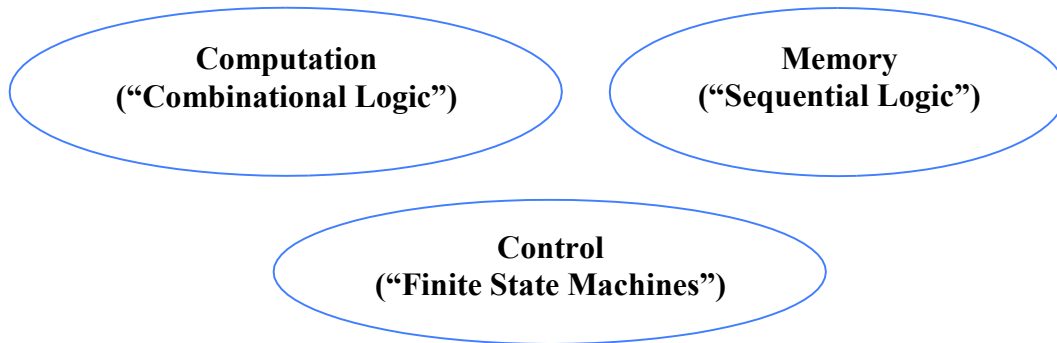 Computation
(“Combinational Logic”)
Memory
(“Sequential Logic”)
Control
(“Finite State Machines”)